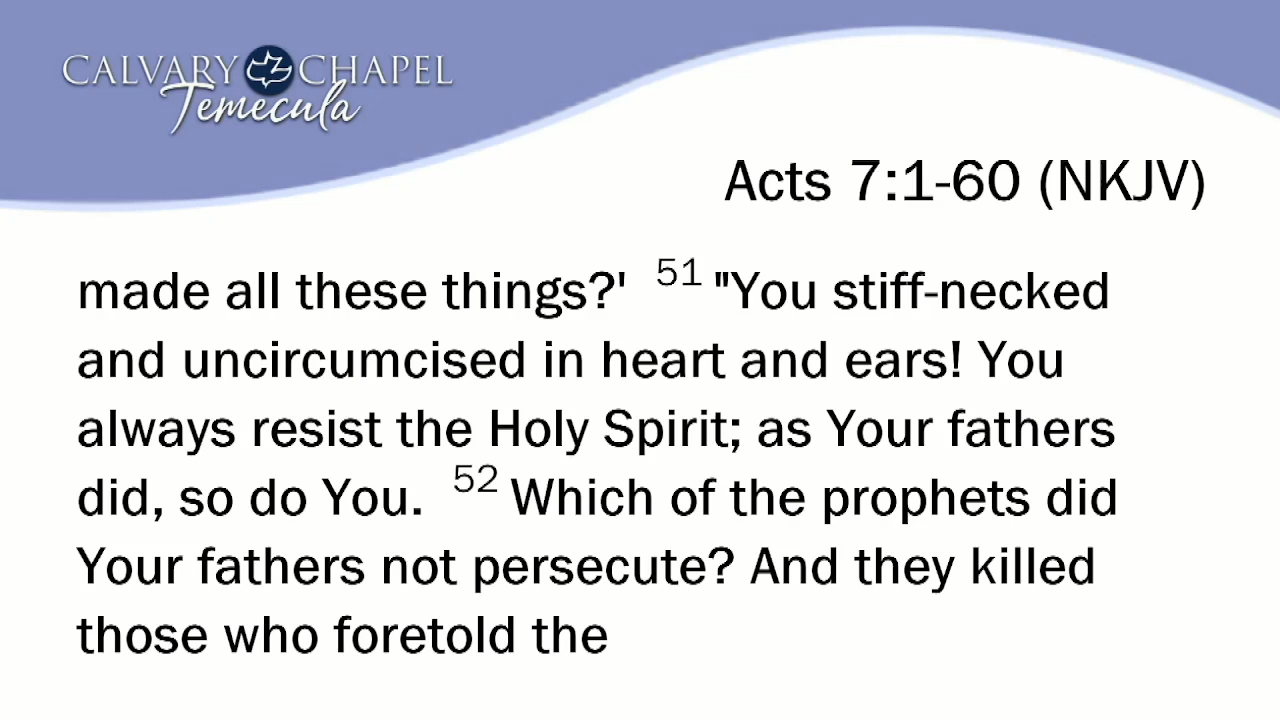 CALVARY CHAPEL
Temecula
Acts 7:1-60 (NKJV)
made all these things?' 51 "You stiff-necked
and uncircumcised in heart and ears! You
always resist the Holy Spirit; as Your fathers
did, so do You. 52 Which of the prophets did
Your fathers not persecute? And they killed
those who foretold the